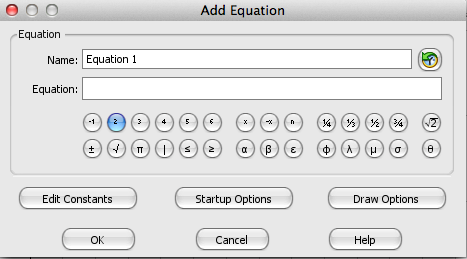 Add Equation
Equation
Name: Equation 1
Equation:
-1 2 3 4 5 6 x -x n ¼ ⅓ ½ ¾ √2
± √ π | ≤ ≥ α β ε φ λ μ σ θ
Edit Constants Startup Options Draw Options
OK Cancel Help